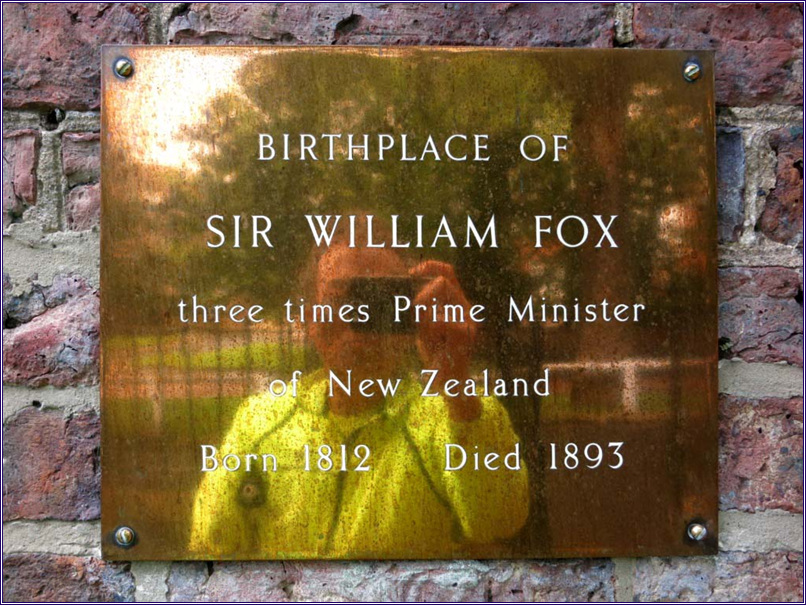 BIRTHPLACE OF
SIR WILLIAM FOX
three times Prime Minister
of New Zealand
Born 1812 Died 1893